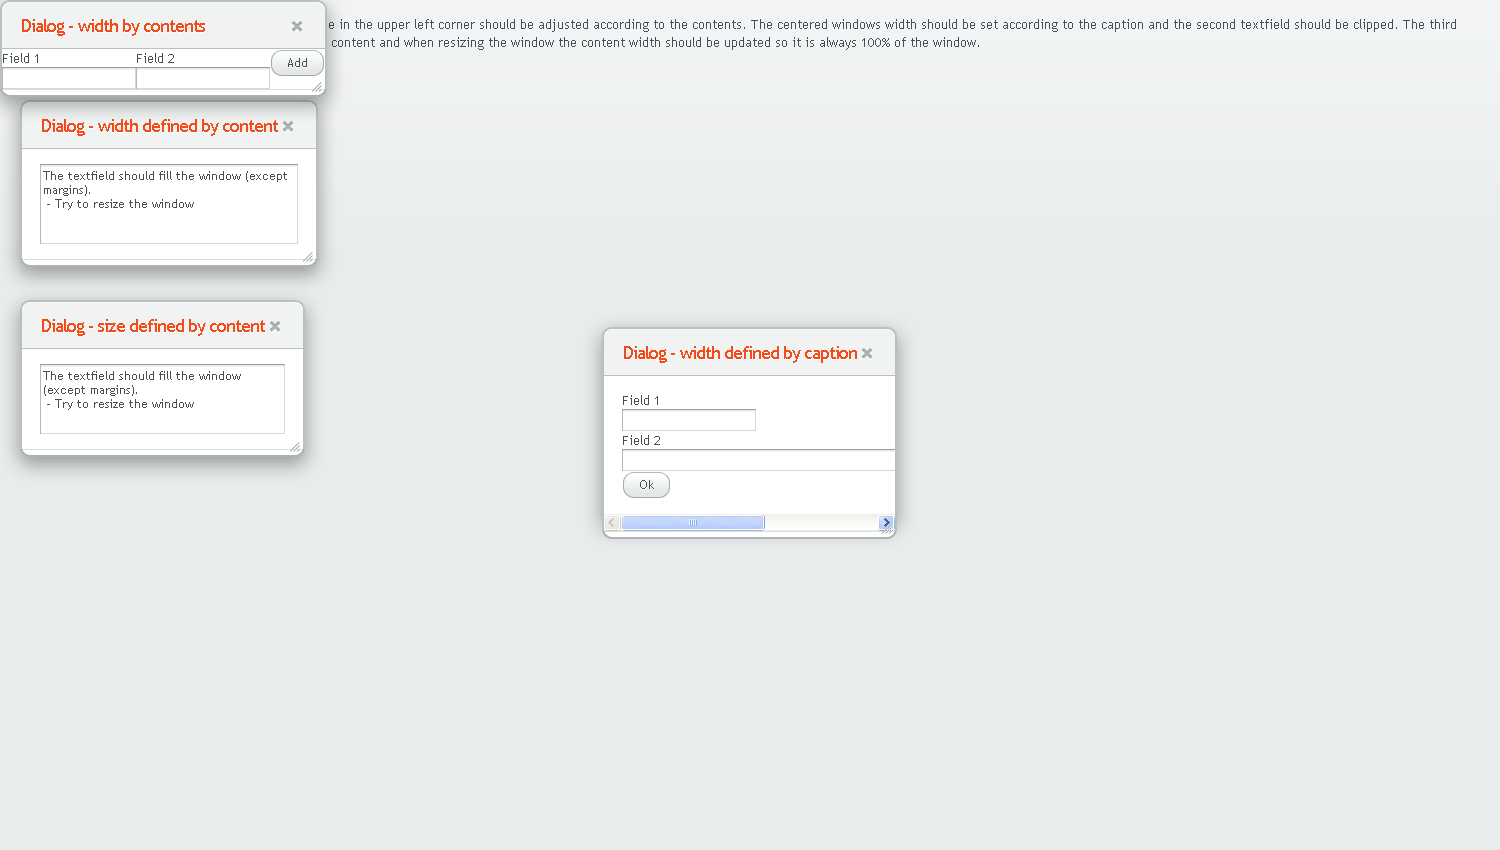 e in the upper left corner should be adjusted according to the contents. The centered windows width should be set according to the caption and the second textfield should be clipped. The third
content and when resizing the window the content width should be updated so it is always 100% of the window.
Dialog - width by contents
Field 1
Field 2
Add
Dialog - width defined by content
The textfield should fill the window (except
margins).
- Try to resize the window
Dialog - size defined by content
The textfield should fill the window
(except margins).
- Try to resize the window
Dialog - width defined by caption
Field 1
Field 2
Ok